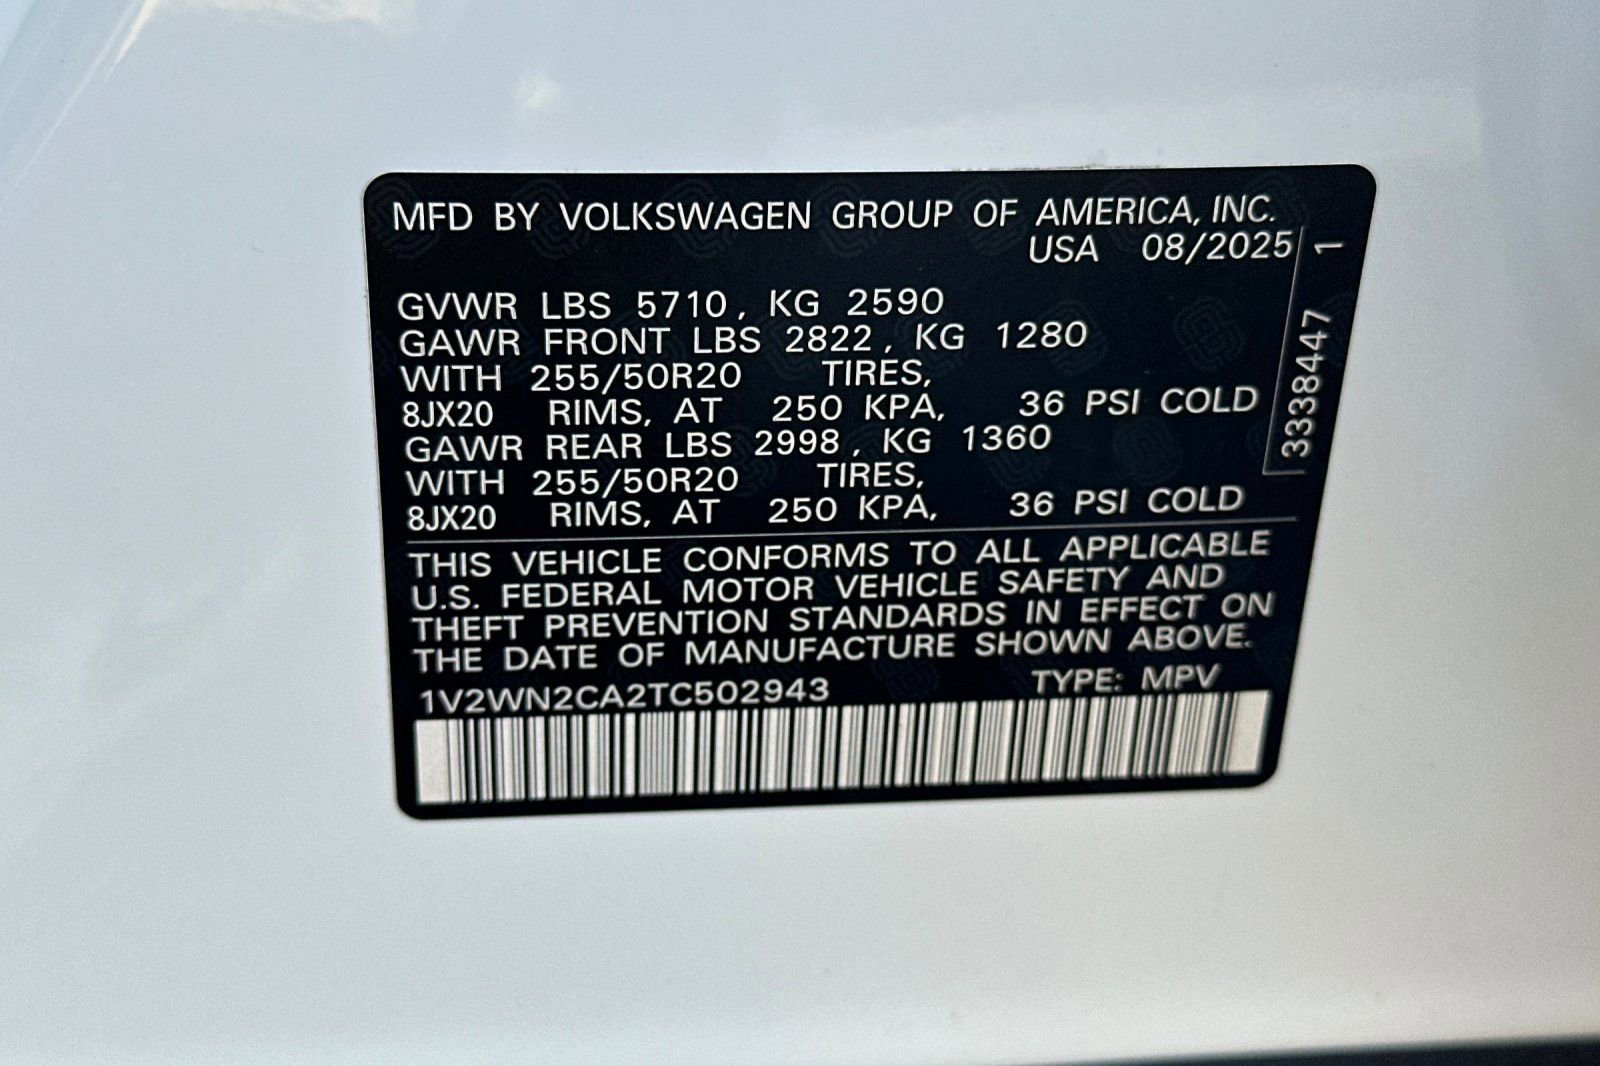 MFD BY VOLKSWAGEN GROUP OF AMERICA, INC.
USA 08/2025
GVWR LBS 5710, KG 2590
GAWR FRONT LBS 2822, KG 1280
WITH 255/50R20 TIRES,
8JX20 RIMS, AT 250 KPA, 36 PSI COLD
GAWR REAR LBS 2998, KG 1360
WITH 255/50R20 TIRES,
8JX20 RIMS, AT 250 KPA, 36 PSI COLD
THIS VEHICLE CONFORMS TO ALL APPLICABLE
U.S. FEDERAL MOTOR VEHICLE SAFETY AND
THEFT PREVENTION STANDARDS IN EFFECT ON
THE DATE OF MANUFACTURE SHOWN ABOVE.
1V2WN2CA2TC502943 TYPE: MPV
3338447 1